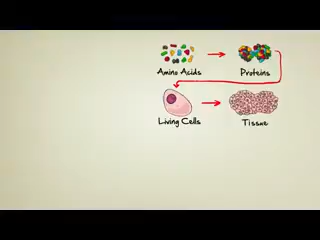 Amino Acids
Proteins
Living Cells
Tissue